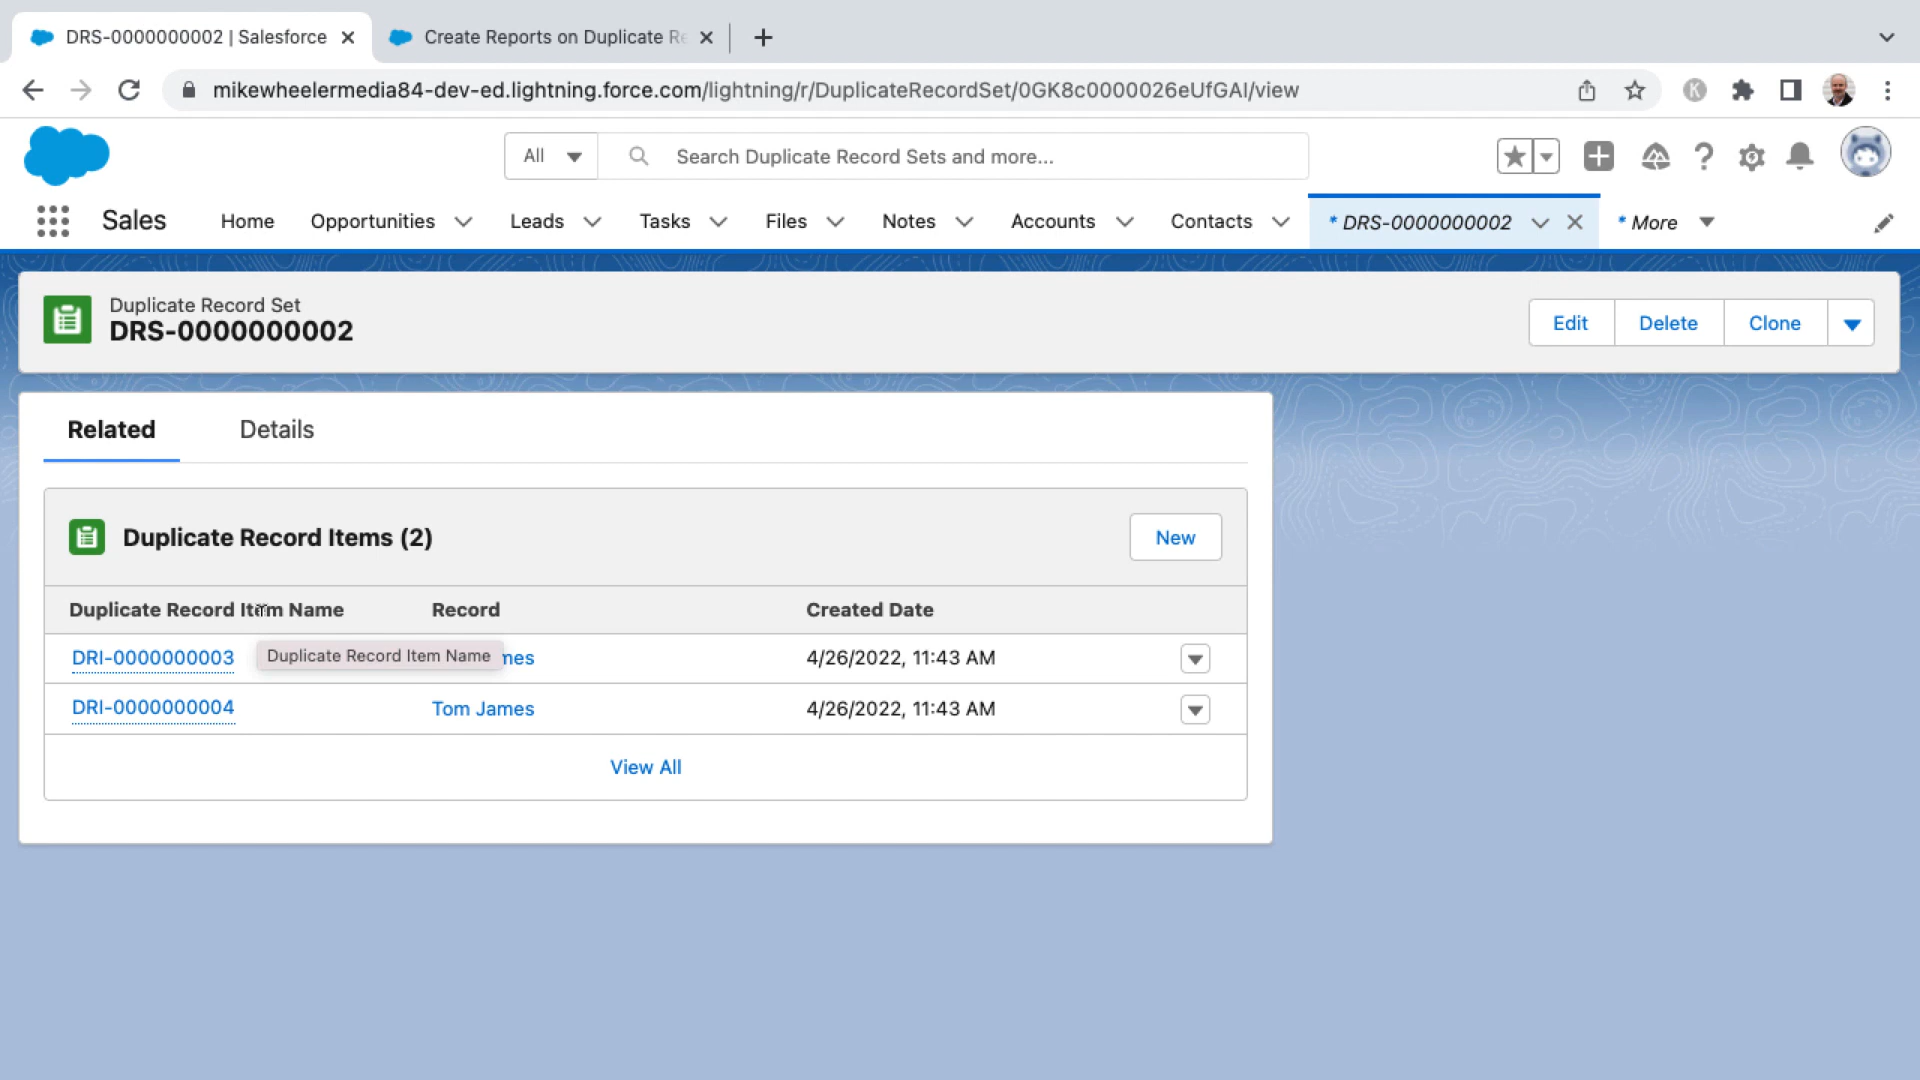 DRS-0000000002 | Salesforce
Create Reports on Duplicate Re
mikewheelermedia84-dev-ed.lightning.force.com/lightning/r/DuplicateRecordSet/0GK8c0000026eUfGAI/view
K
All
Search Duplicate Record Sets and more...
Sales
Home
Opportunities
Leads
Tasks
Files
Notes
Accounts
Contacts
* DRS-0000000002
* More
Duplicate Record Set
DRS-0000000002
Edit
Delete
Clone
Related
Details
Duplicate Record Items (2)
New
Duplicate Record Item Name
Record
Created Date
DRI-0000000003
Duplicate Record Item Name
mes
4/26/2022, 11:43 AM
DRI-0000000004
Tom James
4/26/2022, 11:43 AM
View All